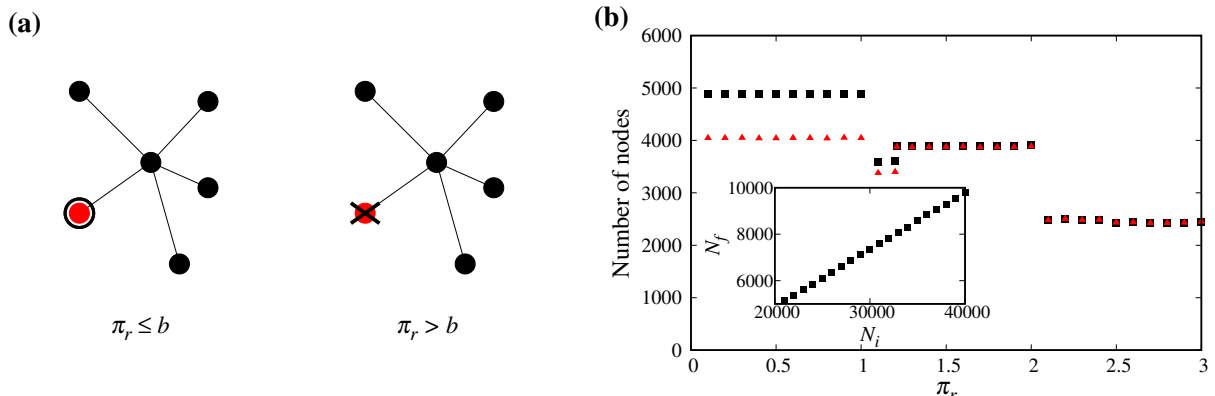 (a)
π_r ≤ b
π_r > b
(b)
Number of nodes
6000
5000
4000
3000
2000
1000
0
0 0.5 1 1.5 2 2.5 3
π_r
N_f
10000
8000
6000
20000 30000 40000
N_i